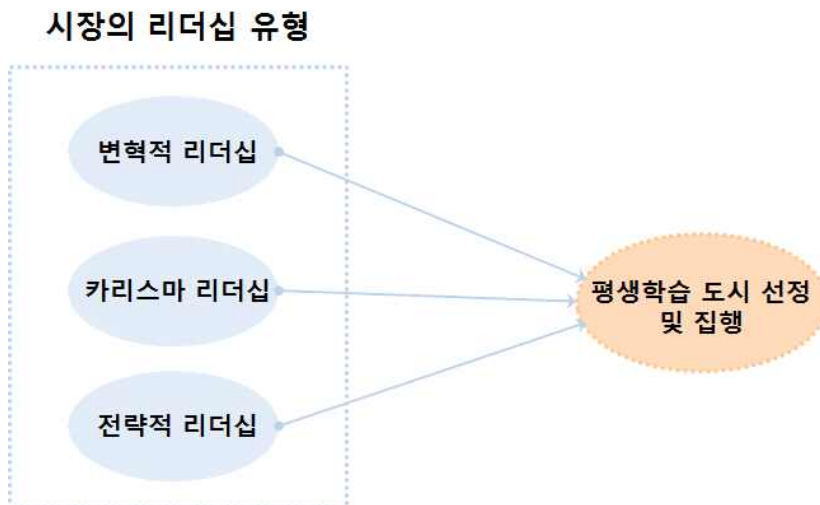 시장의 리더십 유형
변혁적 리더십
카리스마 리더십
전략적 리더십
평생학습 도시 선정
및 집행